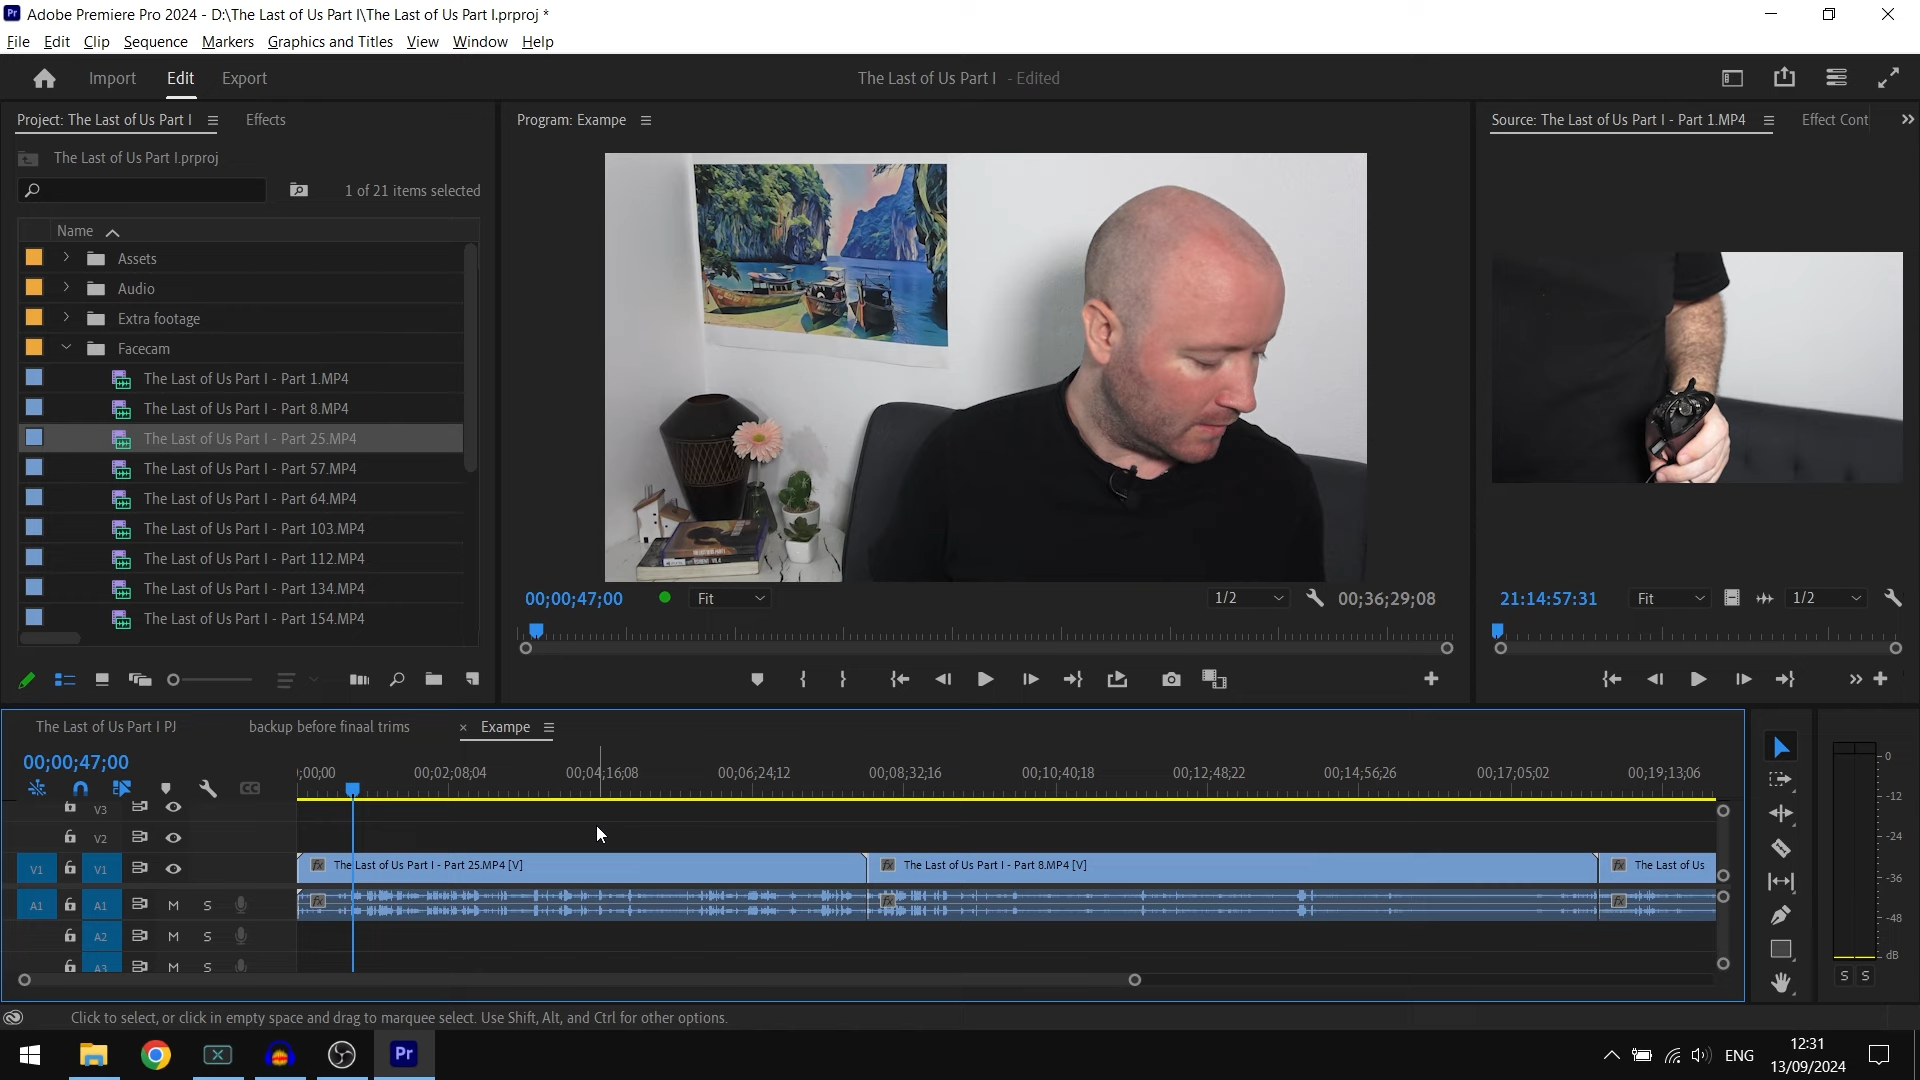 Pr Adobe Premiere Pro 2024 - D:\The Last of Us Part I\The Last of Us Part I.prproj *
File Edit Clip Sequence Markers Graphics and Titles View Window Help
Import Edit Export The Last of Us Part I - Edited
Project: The Last of Us Part I Effects
Program: Exampe
Source: The Last of Us Part I - Part 1.MP4 Effect Cont
The Last of Us Part I.prproj
1 of 21 items selected
Name
Assets
Audio
Extra footage
Facecam
The Last of Us Part I - Part 1.MP4
The Last of Us Part I - Part 8.MP4
The Last of Us Part I - Part 25.MP4
The Last of Us Part I - Part 57.MP4
The Last of Us Part I - Part 64.MP4
The Last of Us Part I - Part 103.MP4
The Last of Us Part I - Part 112.MP4
The Last of Us Part I - Part 134.MP4
The Last of Us Part I - Part 154.MP4
00;00;47;00 Fit 1/2 00;36;29;08
21:14:57:31 Fit 1/2
The Last of Us Part I PJ backup before finaal trims × Exampe
00;00;47;00
;00;00 00;02;08;04 00;04;16;08 00;06;24;12 00;08;32;16 00;10;40;18 00;12;48;22 00;14;56;26 00;17;05;02 00;19;13;06
V3
V2
V1 V1 fx The Last of Us Part I - Part 25.MP4 [V] fx The Last of Us Part I - Part 8.MP4 [V] fx The Last of Us
A1 A1 M S fx fx fx
A2 M S
A3 M S
0
-12
-24
-36
-48
dB
S S
Click to select, or click in empty space and drag to marquee select. Use Shift, Alt, and Ctrl for other options.
Pr
ENG
12:31
13/09/2024